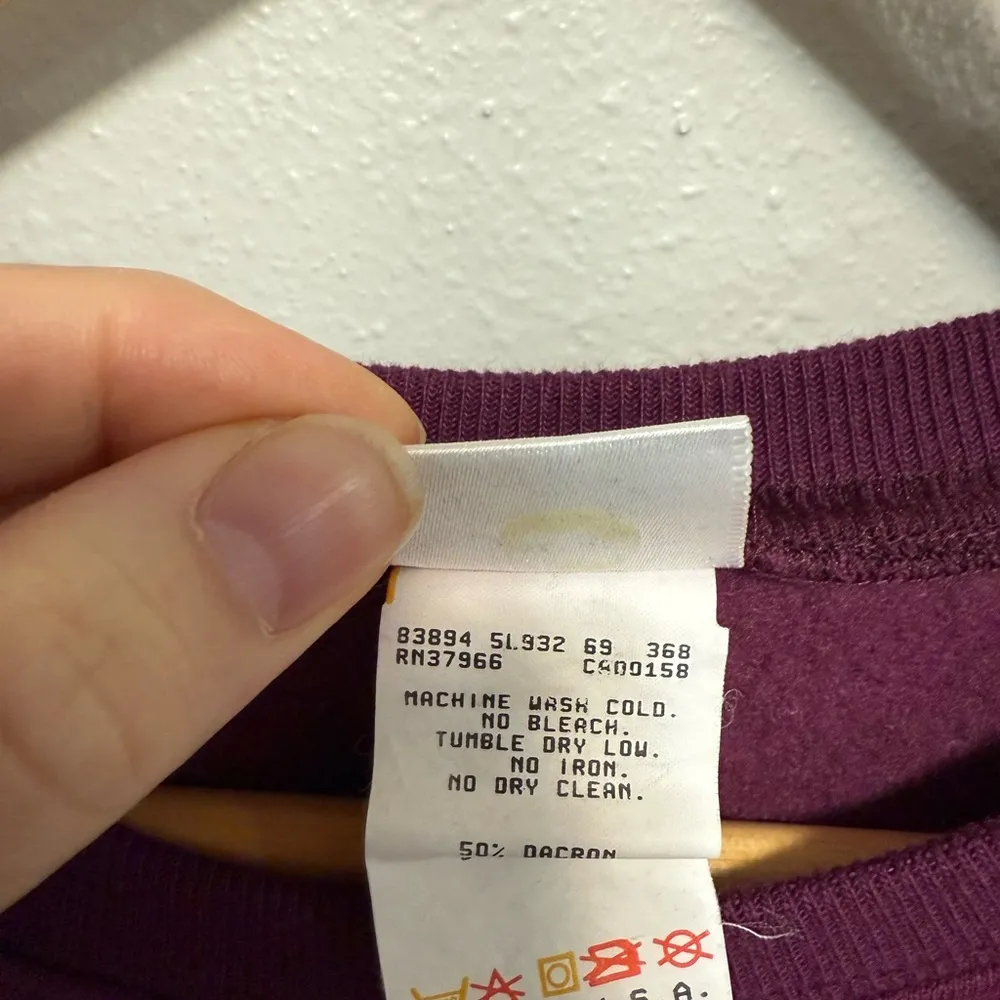 83894 5L932 69 368
RN37966 CA00158
MACHINE WASH COLD.
NO BLEACH.
TUMBLE DRY LOW.
NO IRON.
NO DRY CLEAN.
50% DACRON
S.A.